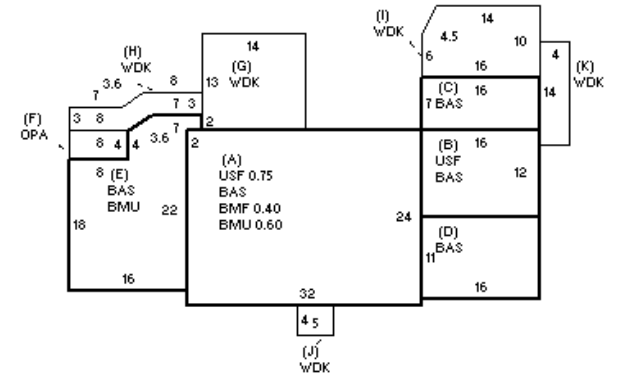 (I)
WDK
14
4.5
10
6
16
(H)
WDK
14
13
(G)
WDK
4
(K)
WDK
14
3.6
8
7
7 3
(C)
7 BAS
16
(F)
OPA
3 8
2
7
3.6
8 4 4
2
(A)
USF 0.75
BAS
BMF 0.40
BMU 0.60
(B)
USF
BAS
16
12
8
(E)
BAS
BMU
22
18
24
(D)
BAS
11
16
16
32
4 5
(J)
WDK